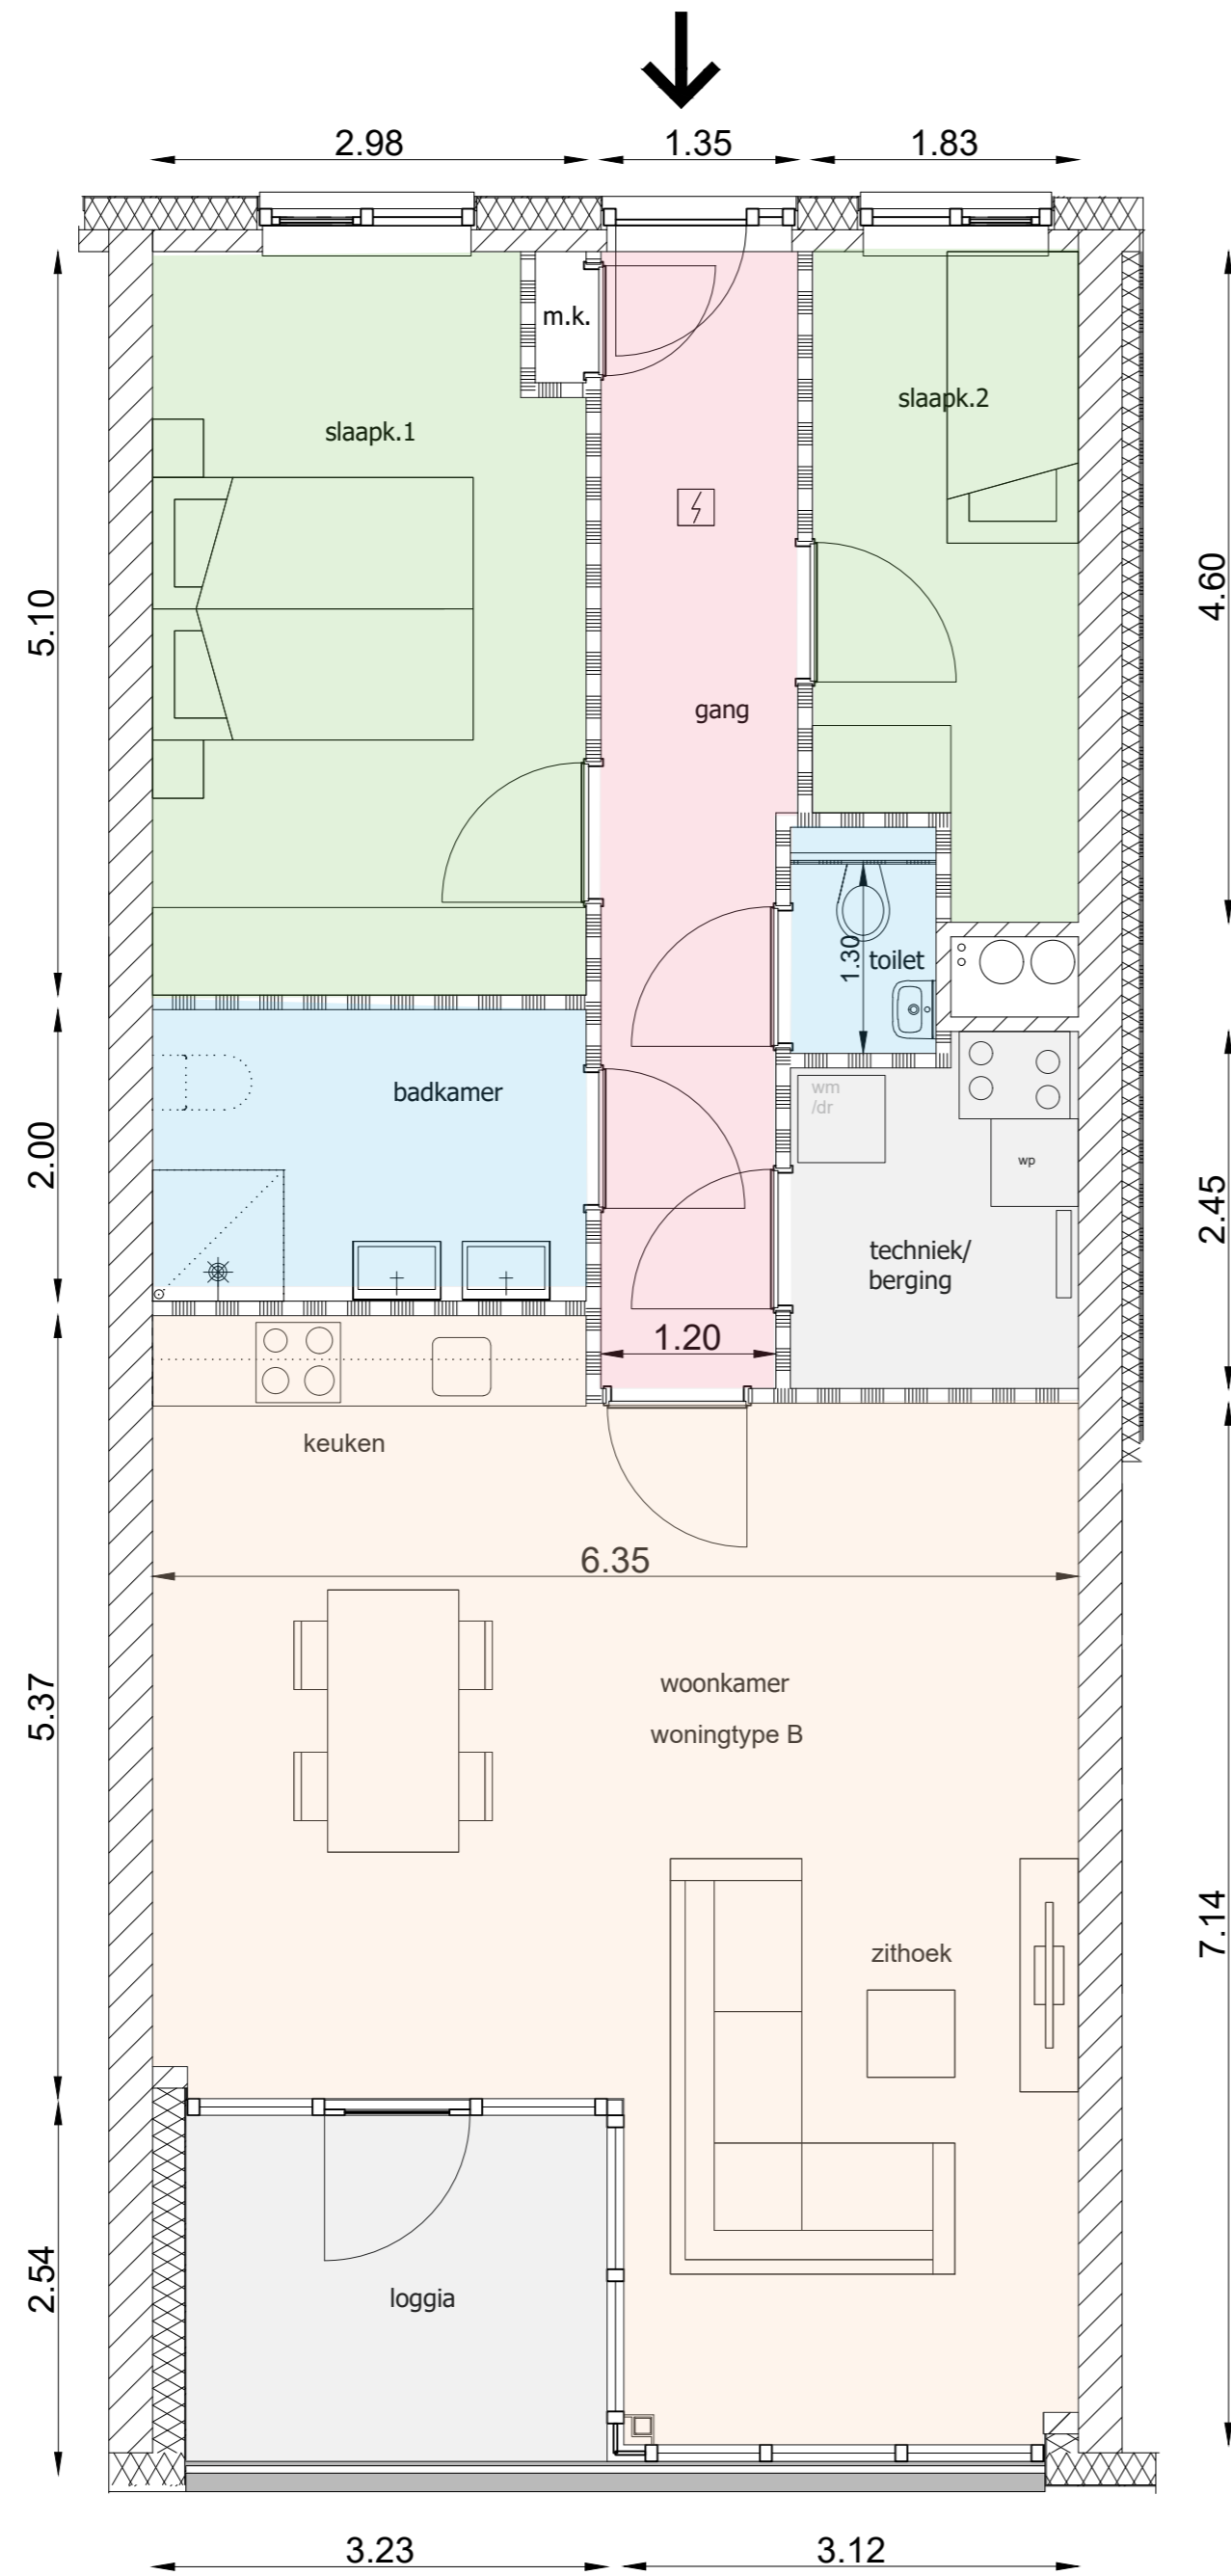 2.98
1.35
1.83
m.k.
slaapk.1
slaapk.2
5.10
4.60
gang
1.30
toilet
badkamer
wm
/dr
2.00
wp
2.45
techniek/
berging
1.20
keuken
6.35
5.37
woonkamer
woningtype B
7.14
zithoek
2.54
loggia
3.23
3.12